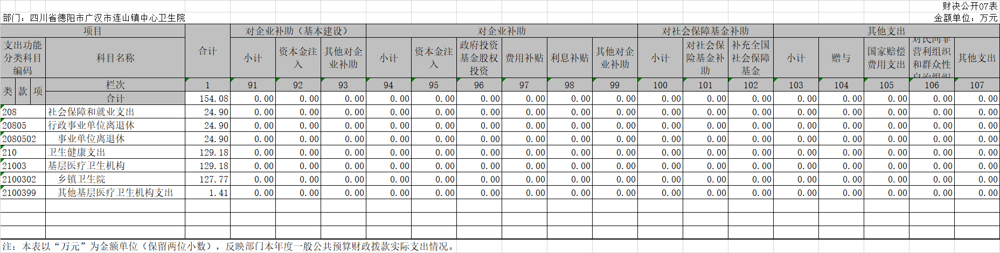 财决公开07表
部门：四川省德阳市广汉市连山镇中心卫生院 金额单位：万元
项目 合计 对企业补助（基本建设） 对企业补助 对社会保障基金补助 其他支出
支出功能分类科目编码 科目名称 小计 资本金注入 其他对企业补助 小计 资本金注入 政府投资基金股权投资 费用补贴 利息补贴 其他对企业补助 小计 对社会保险基金补助 补充全国社会保障基金 小计 赠与 国家赔偿费用支出 对民间非营利组织和群众性自治组织 其他支出
类 款 项 栏次 1 91 92 93 94 95 96 97 98 99 100 101 102 103 104 105 106 107
合计 154.08 0.00 0.00 0.00 0.00 0.00 0.00 0.00 0.00 0.00 0.00 0.00 0.00 0.00 0.00 0.00 0.00 0.00
208 社会保障和就业支出 24.90 0.00 0.00 0.00 0.00 0.00 0.00 0.00 0.00 0.00 0.00 0.00 0.00 0.00 0.00 0.00 0.00 0.00
20805 行政事业单位离退休 24.90 0.00 0.00 0.00 0.00 0.00 0.00 0.00 0.00 0.00 0.00 0.00 0.00 0.00 0.00 0.00 0.00 0.00
2080502 事业单位离退休 24.90 0.00 0.00 0.00 0.00 0.00 0.00 0.00 0.00 0.00 0.00 0.00 0.00 0.00 0.00 0.00 0.00 0.00
210 卫生健康支出 129.18 0.00 0.00 0.00 0.00 0.00 0.00 0.00 0.00 0.00 0.00 0.00 0.00 0.00 0.00 0.00 0.00 0.00
21003 基层医疗卫生机构 129.18 0.00 0.00 0.00 0.00 0.00 0.00 0.00 0.00 0.00 0.00 0.00 0.00 0.00 0.00 0.00 0.00 0.00
2100302 乡镇卫生院 127.77 0.00 0.00 0.00 0.00 0.00 0.00 0.00 0.00 0.00 0.00 0.00 0.00 0.00 0.00 0.00 0.00 0.00
2100399 其他基层医疗卫生机构支出 1.41 0.00 0.00 0.00 0.00 0.00 0.00 0.00 0.00 0.00 0.00 0.00 0.00 0.00 0.00 0.00 0.00 0.00
注：本表以“万元”为金额单位（保留两位小数），反映部门本年度一般公共预算财政拨款实际支出情况。